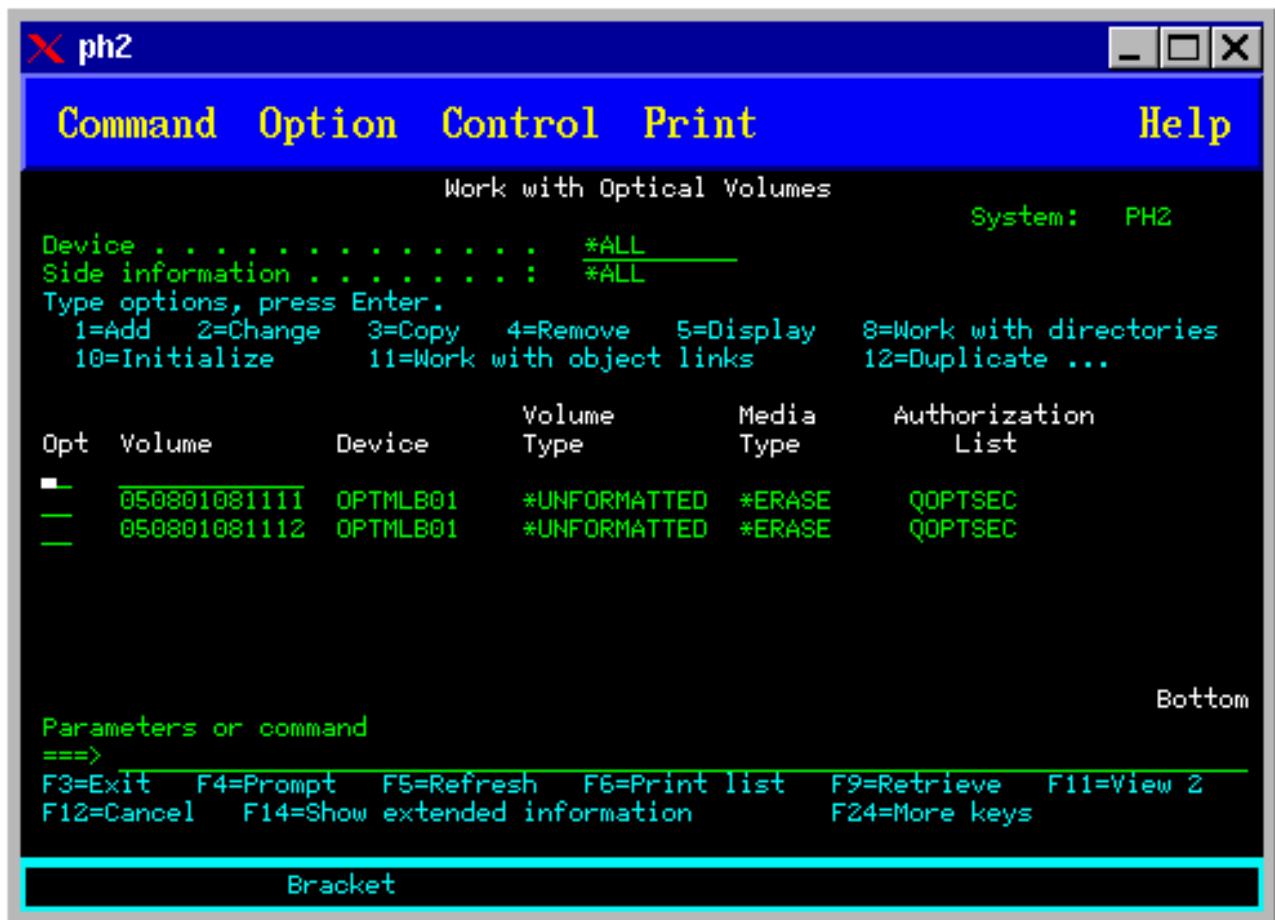 ph2
Command Option Control Print Help
Work with Optical Volumes
System: PH2
Device . . . . . . . . . . . . . *ALL
Side information . . . . . . . : *ALL
Type options, press Enter.
1=Add 2=Change 3=Copy 4=Remove 5=Display 8=Work with directories
10=Initialize 11=Work with object links 12=Duplicate ...
Volume Media Authorization
Opt Volume Device Type Type List
050801081111 OPTMLB01 *UNFORMATTED *ERASE QOPTSEC
050801081112 OPTMLB01 *UNFORMATTED *ERASE QOPTSEC
Bottom
Parameters or command
===>
F3=Exit F4=Prompt F5=Refresh F6=Print list F9=Retrieve F11=View 2
F12=Cancel F14=Show extended information F24=More keys
Bracket